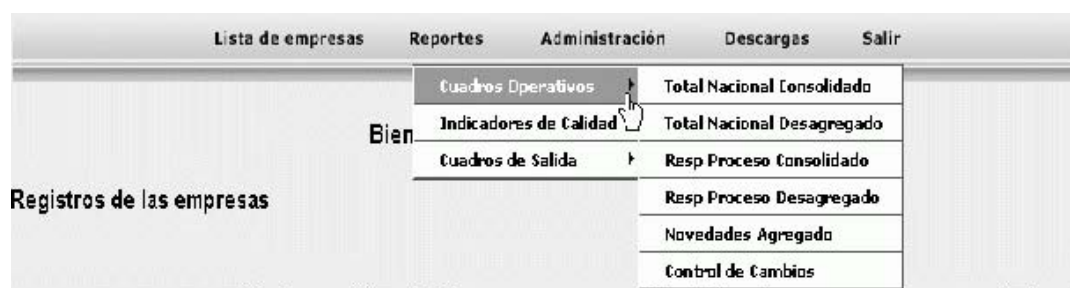 Lista de empresas Reportes Administración Descargas Salir
Cuadros Operativos Total Nacional Consolidado
Bien Indicadores de Calidad Total Nacional Desagregado
Cuadros de Salida Resp Proceso Consolidado
Registros de las empresas Resp Proceso Desagregado
Novedades Agregado
Control de Cambios